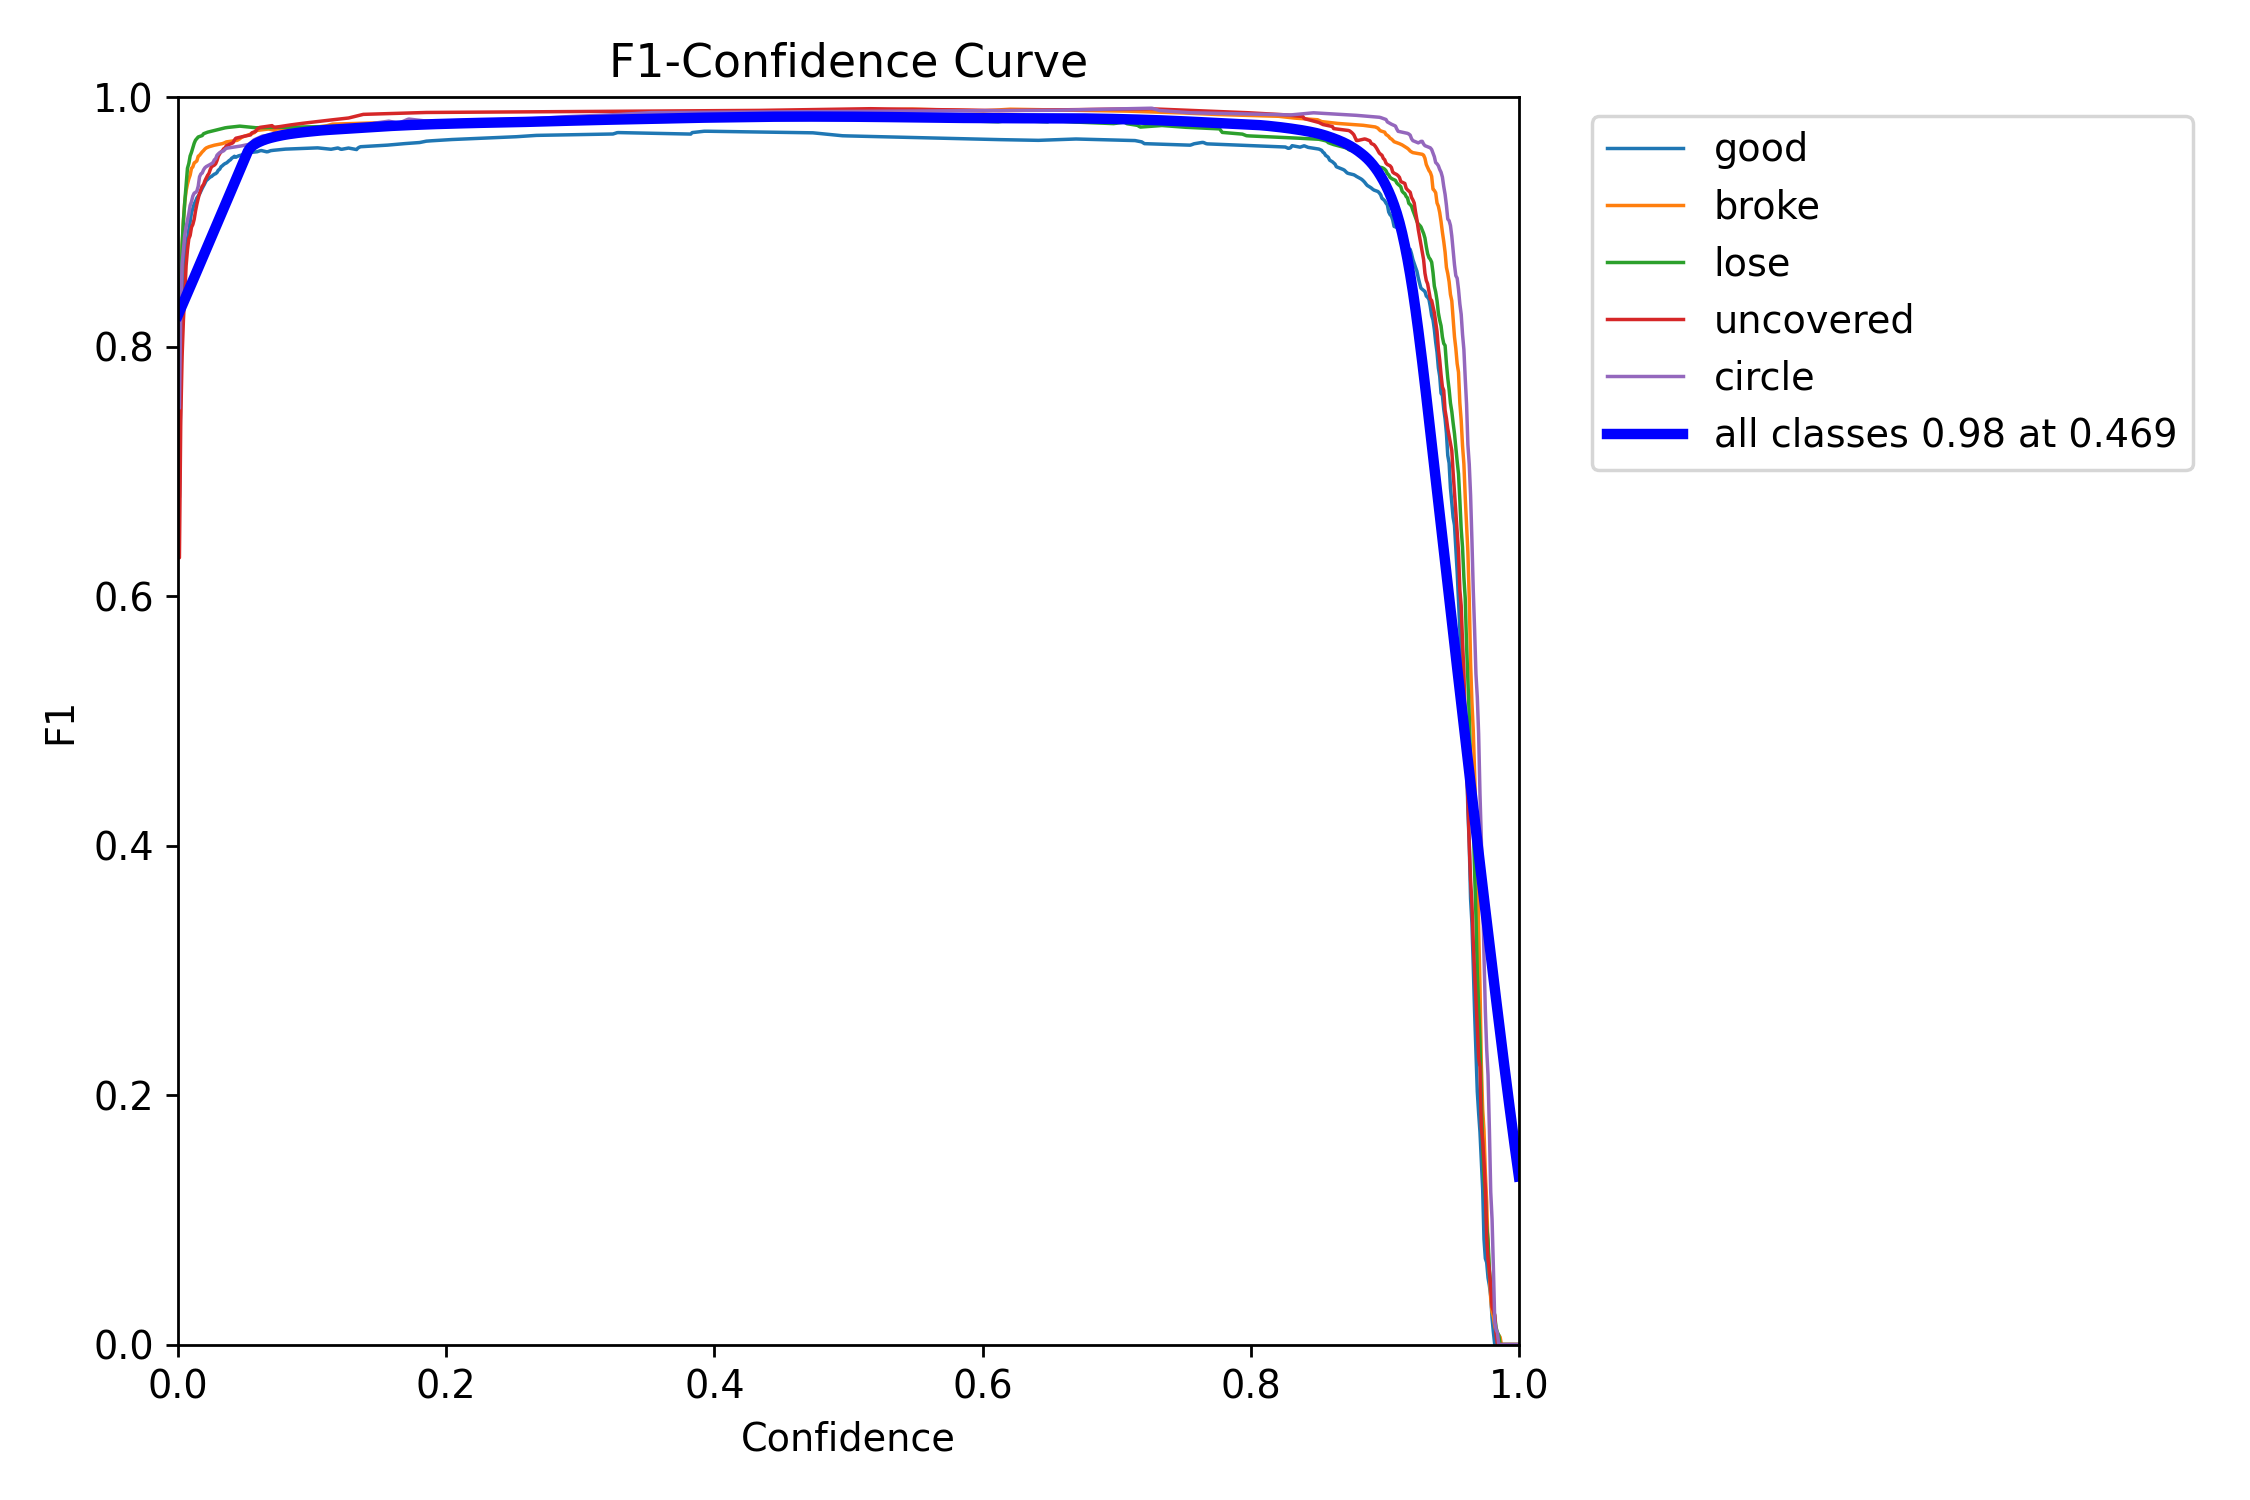 F1-Confidence Curve
1.0
0.8
0.6
0.4
0.2
0.0
F1
0.0 0.2 0.4 0.6 0.8 1.0
Confidence
good
broke
lose
uncovered
circle
all classes 0.98 at 0.469